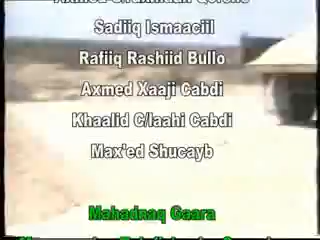 Sadiiq Ismaaciil
Rafiiq Rashiid Bullo
Axmed Xaaji Cabdi
Khaalid C/laahi Cabdi
Max'ed Shucayb
Mahadnaq Gaara